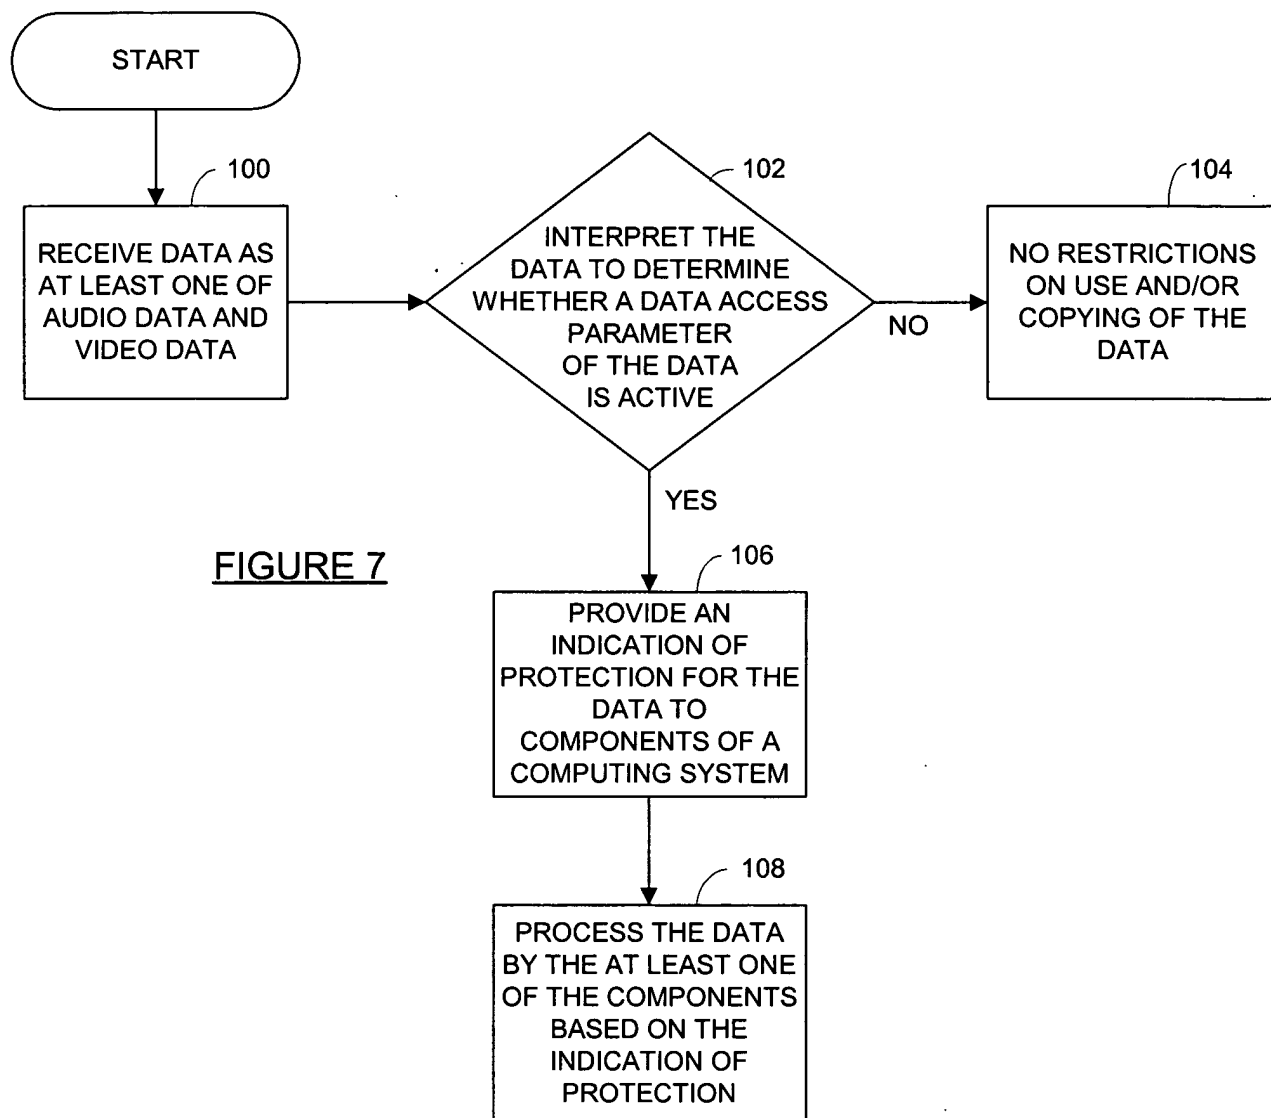 START
100
RECEIVE DATA AS
AT LEAST ONE OF
AUDIO DATA AND
VIDEO DATA
102
INTERPRET THE
DATA TO DETERMINE
WHETHER A DATA ACCESS
PARAMETER
OF THE DATA
IS ACTIVE
NO
104
NO RESTRICTIONS
ON USE AND/OR
COPYING OF THE
DATA
YES
FIGURE 7
106
PROVIDE AN
INDICATION OF
PROTECTION FOR THE
DATA TO
COMPONENTS OF A
COMPUTING SYSTEM
108
PROCESS THE DATA
BY THE AT LEAST ONE
OF THE COMPONENTS
BASED ON THE
INDICATION OF
PROTECTION